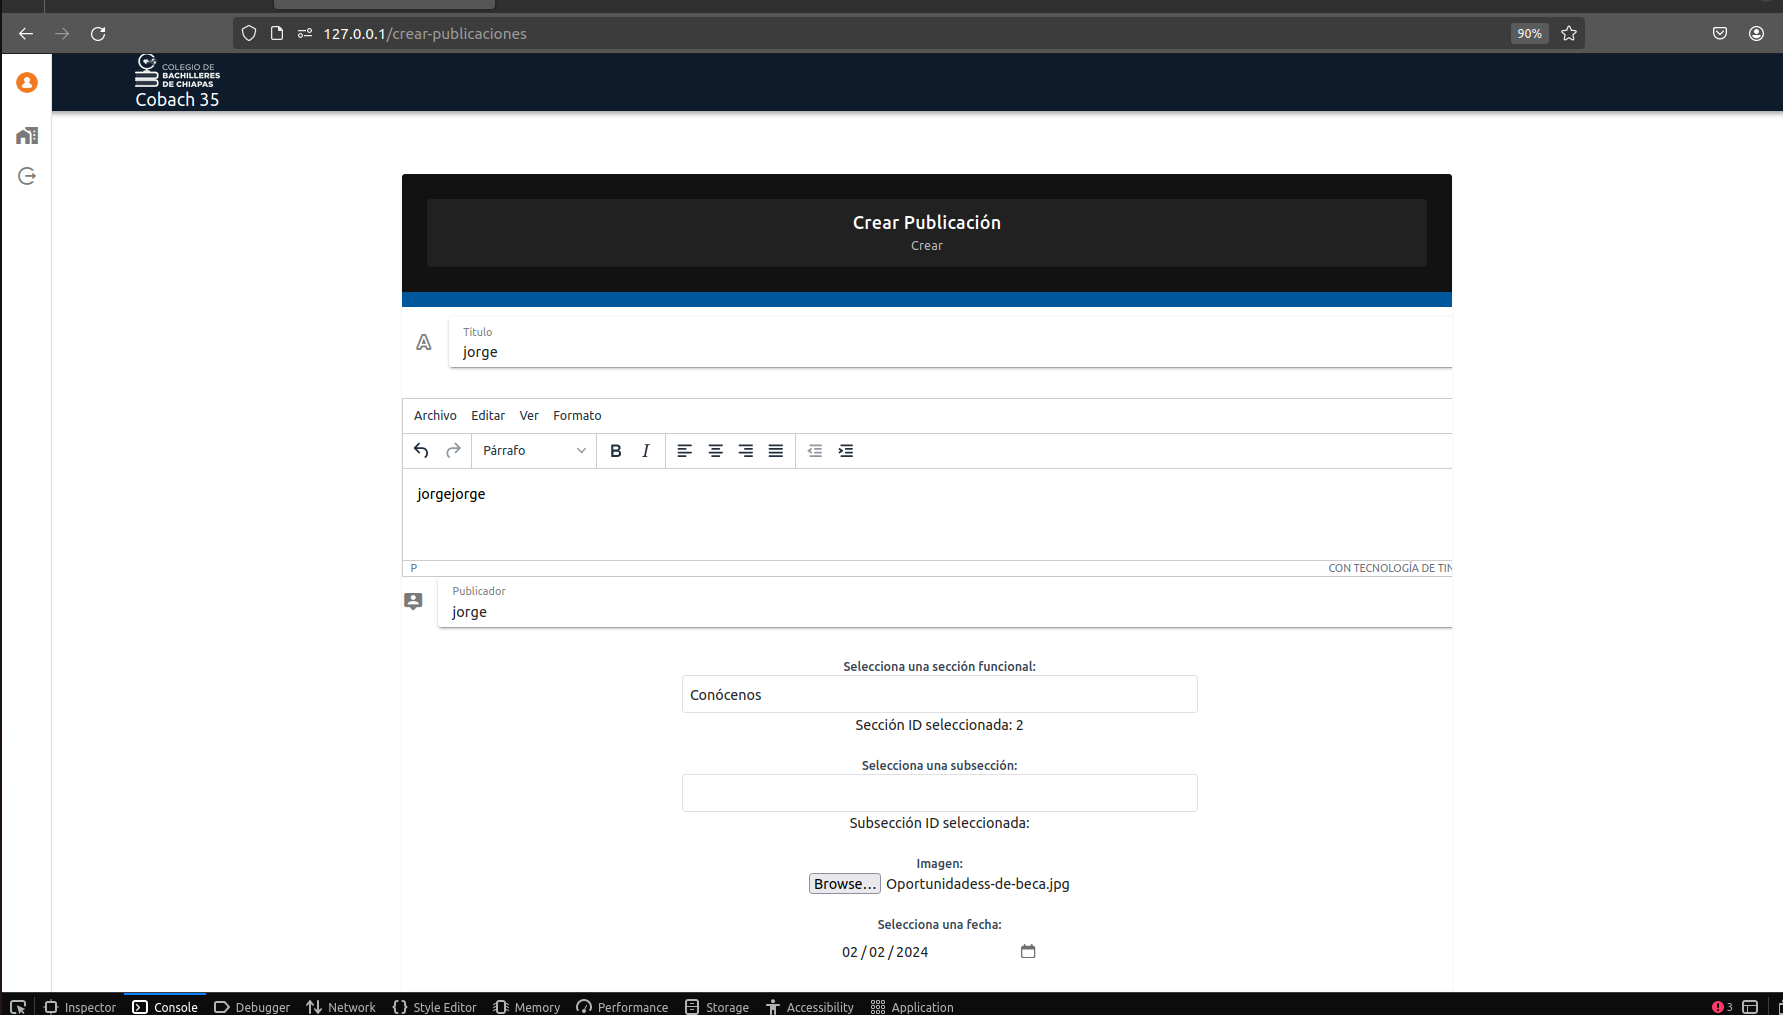 127.0.0.1/crear-publicaciones
90%
COLEGIO DE
BACHILLERES
DE CHIAPAS
Cobach 35
Crear Publicación
Crear
Título
jorge
Archivo Editar Ver Formato
Párrafo B I
jorgejorge
P CON TECNOLOGÍA DE TIN
Publicador
jorge
Selecciona una sección funcional:
Conócenos
Sección ID seleccionada: 2
Selecciona una subsección:
Subsección ID seleccionada:
Imagen:
Browse... Oportunidadess-de-beca.jpg
Selecciona una fecha:
02/02/2024
Inspector Console Debugger Network Style Editor Memory Performance Storage Accessibility Application 3